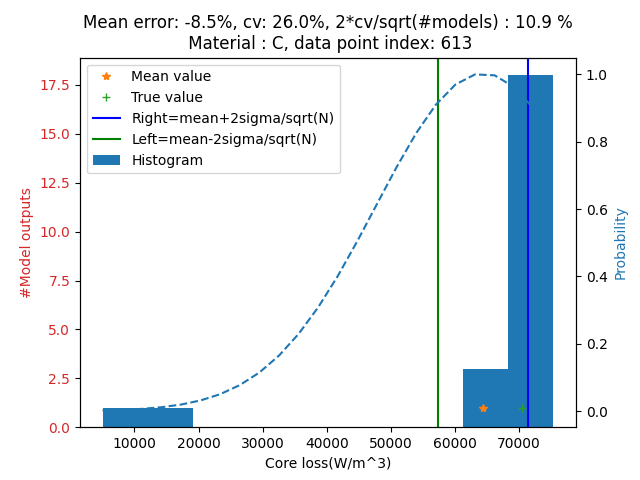 Mean error: -8.5%, cv: 26.0%, 2*cv/sqrt(#models) : 10.9 %
Material : C, data point index: 613
Mean value
True value
Right=mean+2sigma/sqrt(N)
Left=mean-2sigma/sqrt(N)
Histogram
#Model outputs
17.5
15.0
12.5
10.0
7.5
5.0
2.5
0.0
Probability
1.0
0.8
0.6
0.4
0.2
0.0
10000 20000 30000 40000 50000 60000 70000
Core loss(W/m^3)